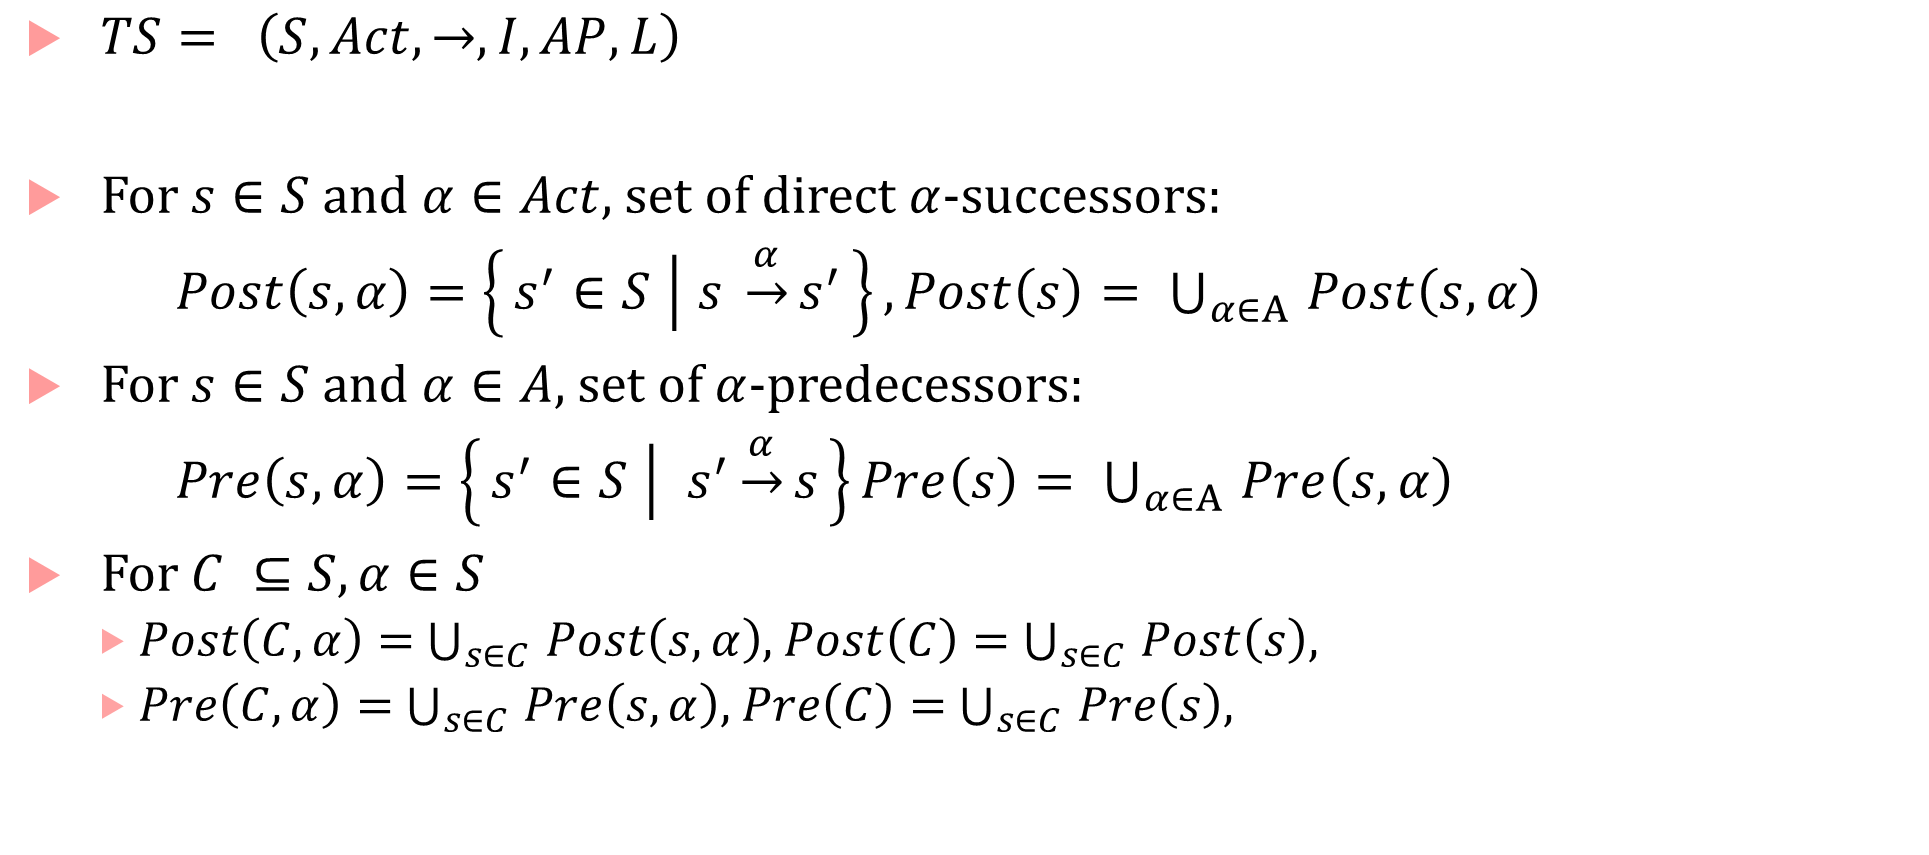 ▶ TS = (S, Act, →, I, AP, L)
▶ For s ∈ S and α ∈ Act, set of direct α-successors:
Post(s, α) = { s′ ∈ S | s →^α s′ }, Post(s) = ⋃_{α∈A} Post(s, α)
▶ For s ∈ S and α ∈ A, set of α-predecessors:
Pre(s, α) = { s′ ∈ S | s′ →^α s } Pre(s) = ⋃_{α∈A} Pre(s, α)
▶ For C ⊆ S, α ∈ S
▶ Post(C, α) = ⋃_{s∈C} Post(s, α), Post(C) = ⋃_{s∈C} Post(s),
▶ Pre(C, α) = ⋃_{s∈C} Pre(s, α), Pre(C) = ⋃_{s∈C} Pre(s),